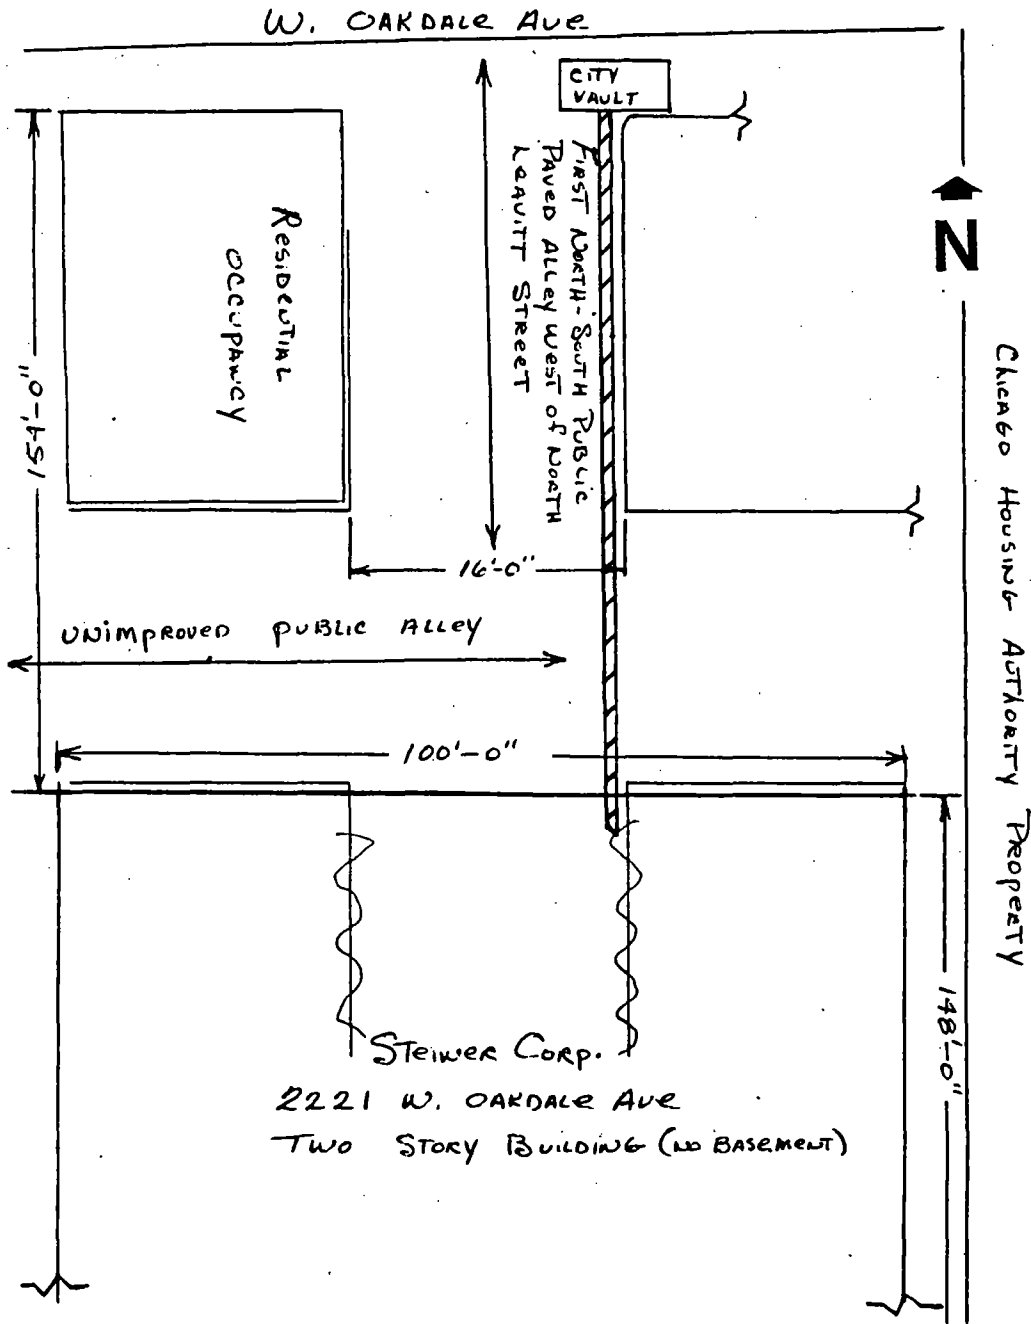 W. OAKDALE AVE
CITY
VAULT
FIRST NORTH-SOUTH PUBLIC
PAVED ALLEY WEST OF NORTH
LEAVITT STREET
RESIDENTIAL
OCCUPANCY
N
154'-0"
16'-0"
UNIMPROVED PUBLIC ALLEY
100'-0"
CHICAGO HOUSING AUTHORITY PROPERTY
148'-0"
STEINER CORP.
2221 W. OAKDALE AVE
TWO STORY BUILDING (NO BASEMENT)